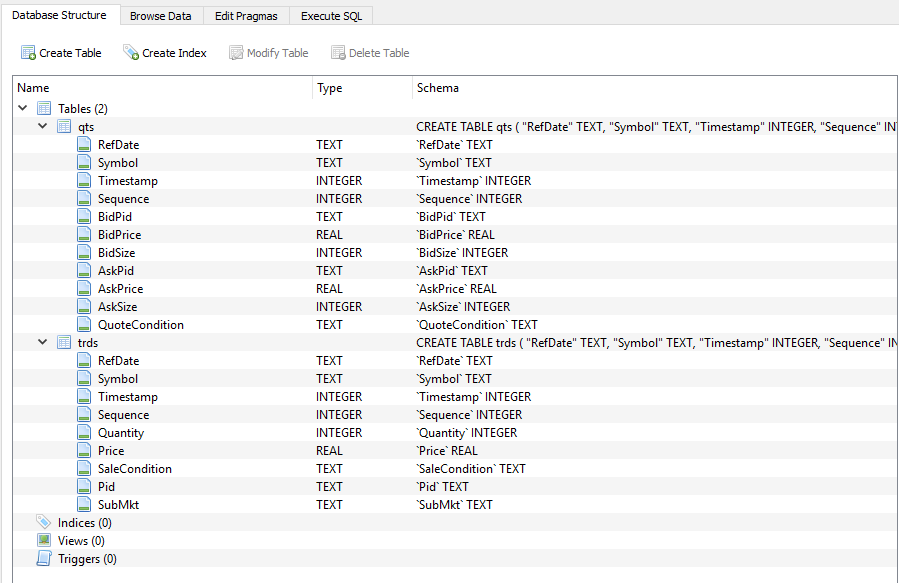 Database Structure Browse Data Edit Pragmas Execute SQL
Create Table Create Index Modify Table Delete Table
Name Type Schema
Tables (2)
qts CREATE TABLE qts ( "RefDate" TEXT, "Symbol" TEXT, "Timestamp" INTEGER, "Sequence" IN
RefDate TEXT `RefDate` TEXT
Symbol TEXT `Symbol` TEXT
Timestamp INTEGER `Timestamp` INTEGER
Sequence INTEGER `Sequence` INTEGER
BidPid TEXT `BidPid` TEXT
BidPrice REAL `BidPrice` REAL
BidSize INTEGER `BidSize` INTEGER
AskPid TEXT `AskPid` TEXT
AskPrice REAL `AskPrice` REAL
AskSize INTEGER `AskSize` INTEGER
QuoteCondition TEXT `QuoteCondition` TEXT
trds CREATE TABLE trds ( "RefDate" TEXT, "Symbol" TEXT, "Timestamp" INTEGER, "Sequence" IN
RefDate TEXT `RefDate` TEXT
Symbol TEXT `Symbol` TEXT
Timestamp INTEGER `Timestamp` INTEGER
Sequence INTEGER `Sequence` INTEGER
Quantity INTEGER `Quantity` INTEGER
Price REAL `Price` REAL
SaleCondition TEXT `SaleCondition` TEXT
Pid TEXT `Pid` TEXT
SubMkt TEXT `SubMkt` TEXT
Indices (0)
Views (0)
Triggers (0)